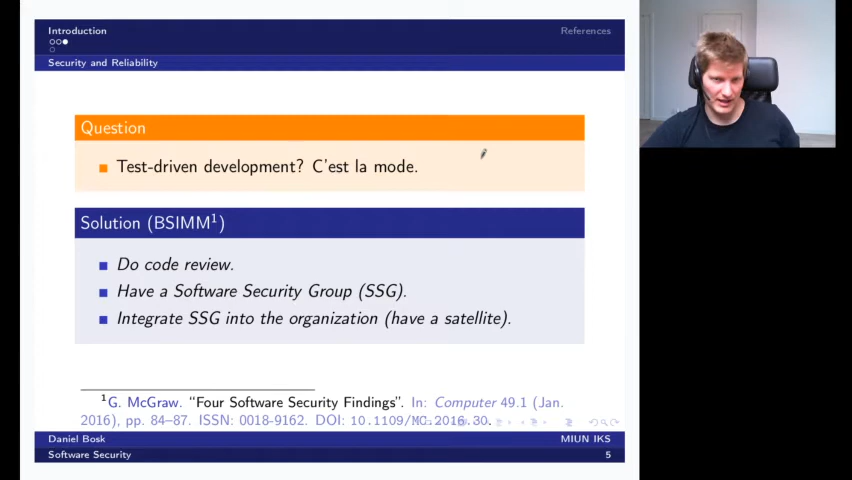 Introduction
References
Security and Reliability
Question
Test-driven development? C'est la mode.
Solution (BSIMM1)
Do code review.
Have a Software Security Group (SSG).
Integrate SSG into the organization (have a satellite).
1G. McGraw. "Four Software Security Findings". In: Computer 49.1 (Jan.
2016), pp. 84–87. ISSN: 0018-9162. DOI: 10.1109/MC.2016.30.
Daniel Bosk
MIUN IKS
Software Security
5